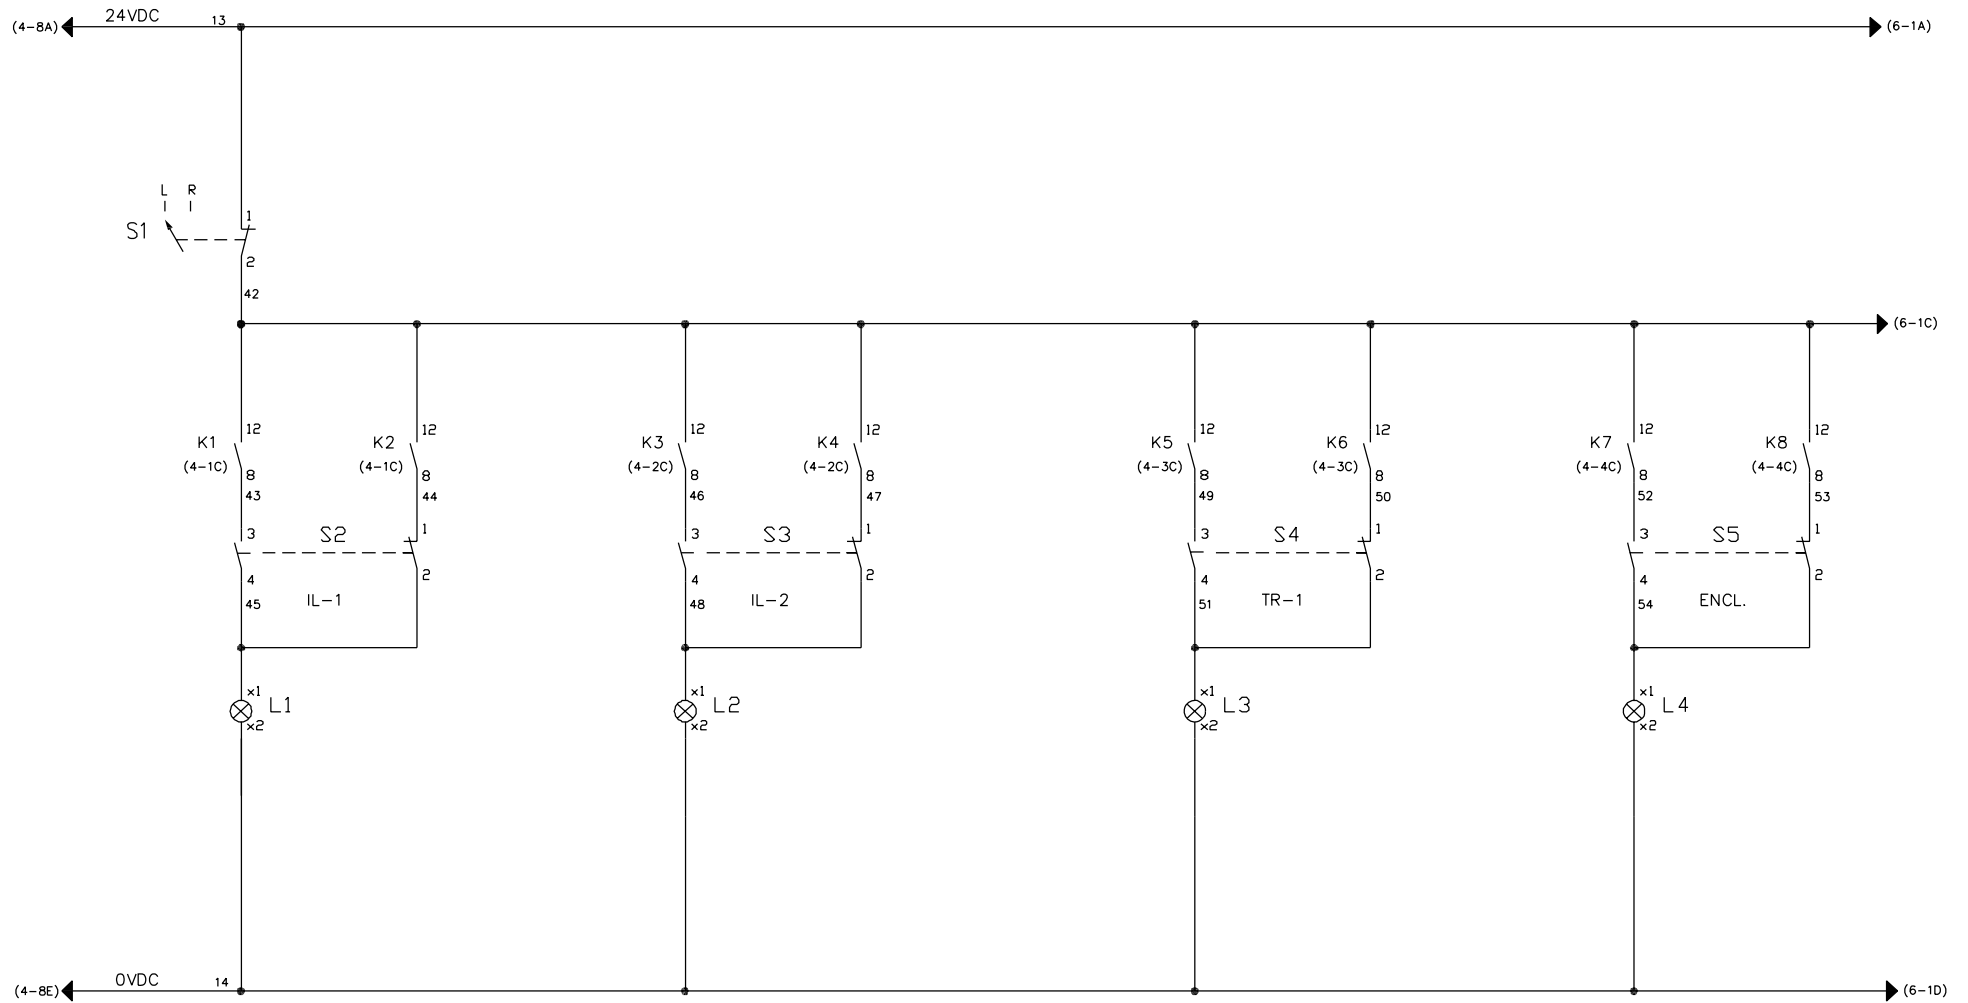 24VDC 13
(4-8A) (6-1A)
L R
S1 1
2
42
(6-1C)
12 12 12 12 12 12 12 12
K1 K2 K3 K4 K5 K6 K7 K8
(4-1C) (4-1C) (4-2C) (4-2C) (4-3C) (4-3C) (4-4C) (4-4C)
8 8 8 8 8 8 8 8
43 44 46 47 49 50 52 53
3 S2 1 3 S3 1 3 S4 1 3 S5 1
4 2 4 2 4 2 4 2
45 IL-1 48 IL-2 51 TR-1 54 ENCL.
x1 L1 x1 L2 x1 L3 x1 L4
x2 x2 x2 x2
0VDC 14
(4-8E) (6-1D)